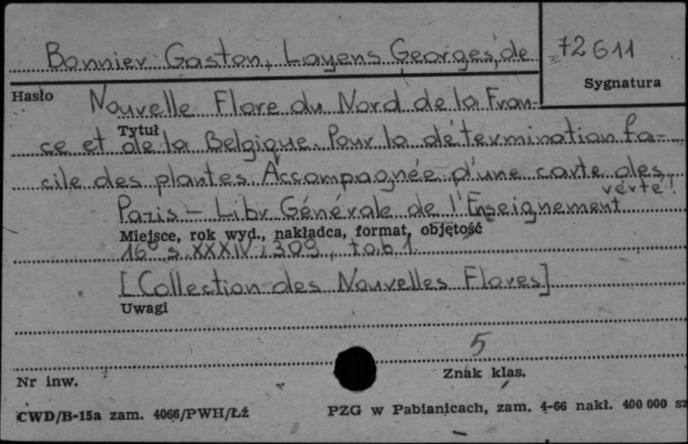 Bonnier Gaston, Layens Georges, de
72611
Sygnatura
Hasło
Nouvelle Flore du Nord de la Fran-
Tytuł
ce et de la Belgique. Pour la détermination fa-
cile des plantes Accompagnée d'une carte des
verte!
Paris - Libr Générale de l'Enseignement
Miejsce, rok wyd., nakładca, format, objętość
16° s. XXXIV i 309, tab 1.
[Collection des Nouvelles Flores]
Uwagi
5
Nr inw.
Znak klas.
CWD/B-15a zam. 4066/PWH/Łź
PZG w Pabianicach, zam. 4-66 nakł. 400 000 sz